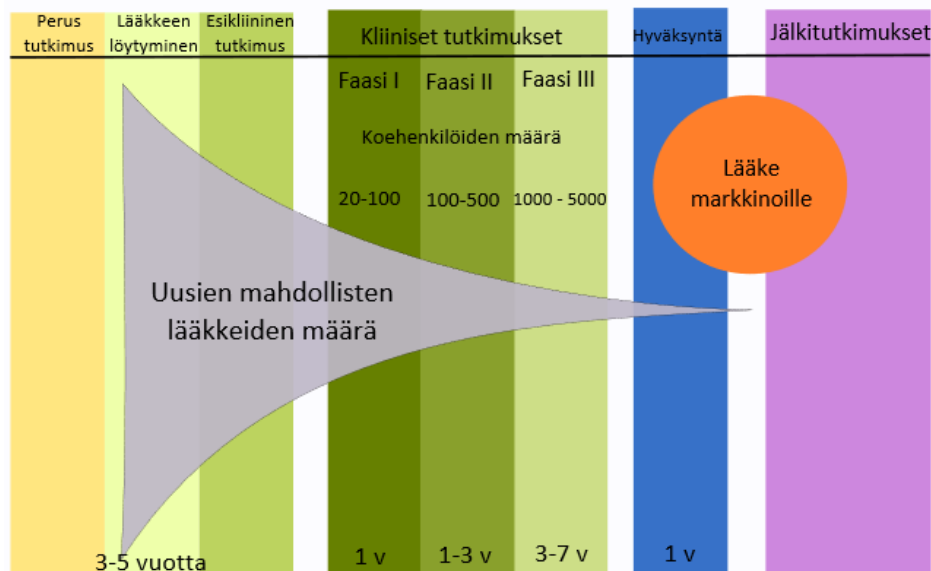 Perus
tutkimus
Lääkkeen
löytyminen
Esikliininen
tutkimus
Kliiniset tutkimukset
Hyväksyntä
Jälkitutkimukset
Faasi I
Faasi II
Faasi III
Koehenkilöiden määrä
20-100
100-500
1000 - 5000
Lääke
markkinoille
Uusien mahdollisten
lääkkeiden määrä
3-5 vuotta
1 v
1-3 v
3-7 v
1 v